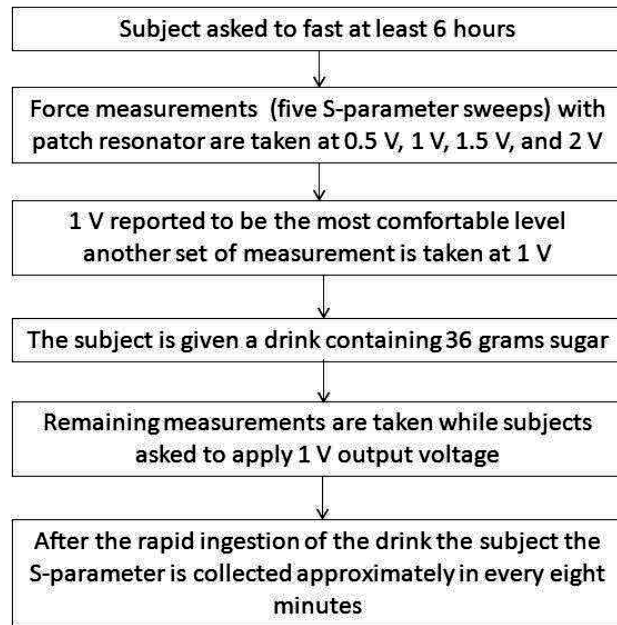 Subject asked to fast at least 6 hours
Force measurements (five S-parameter sweeps) with
patch resonator are taken at 0.5 V, 1 V, 1.5 V, and 2 V
1 V reported to be the most comfortable level
another set of measurement is taken at 1 V
The subject is given a drink containing 36 grams sugar
Remaining measurements are taken while subjects
asked to apply 1 V output voltage
After the rapid ingestion of the drink the subject the
S-parameter is collected approximately in every eight
minutes